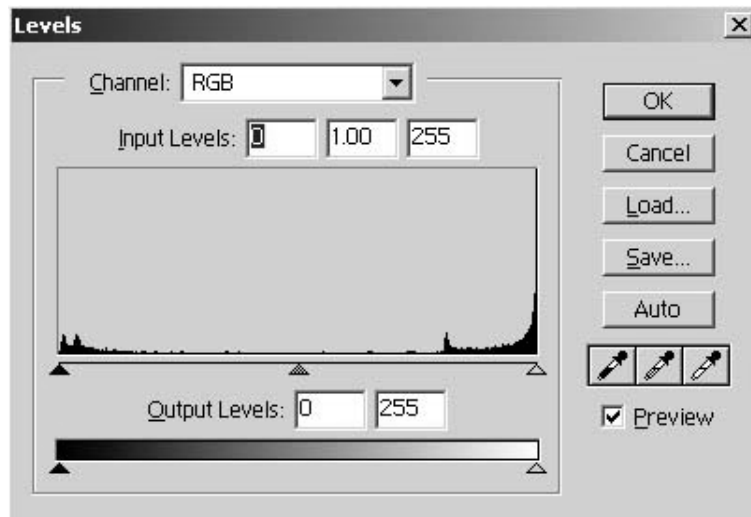 Levels
Channel: RGB
Input Levels: 0 1.00 255
Output Levels: 0 255
OK
Cancel
Load...
Save...
Auto
Preview